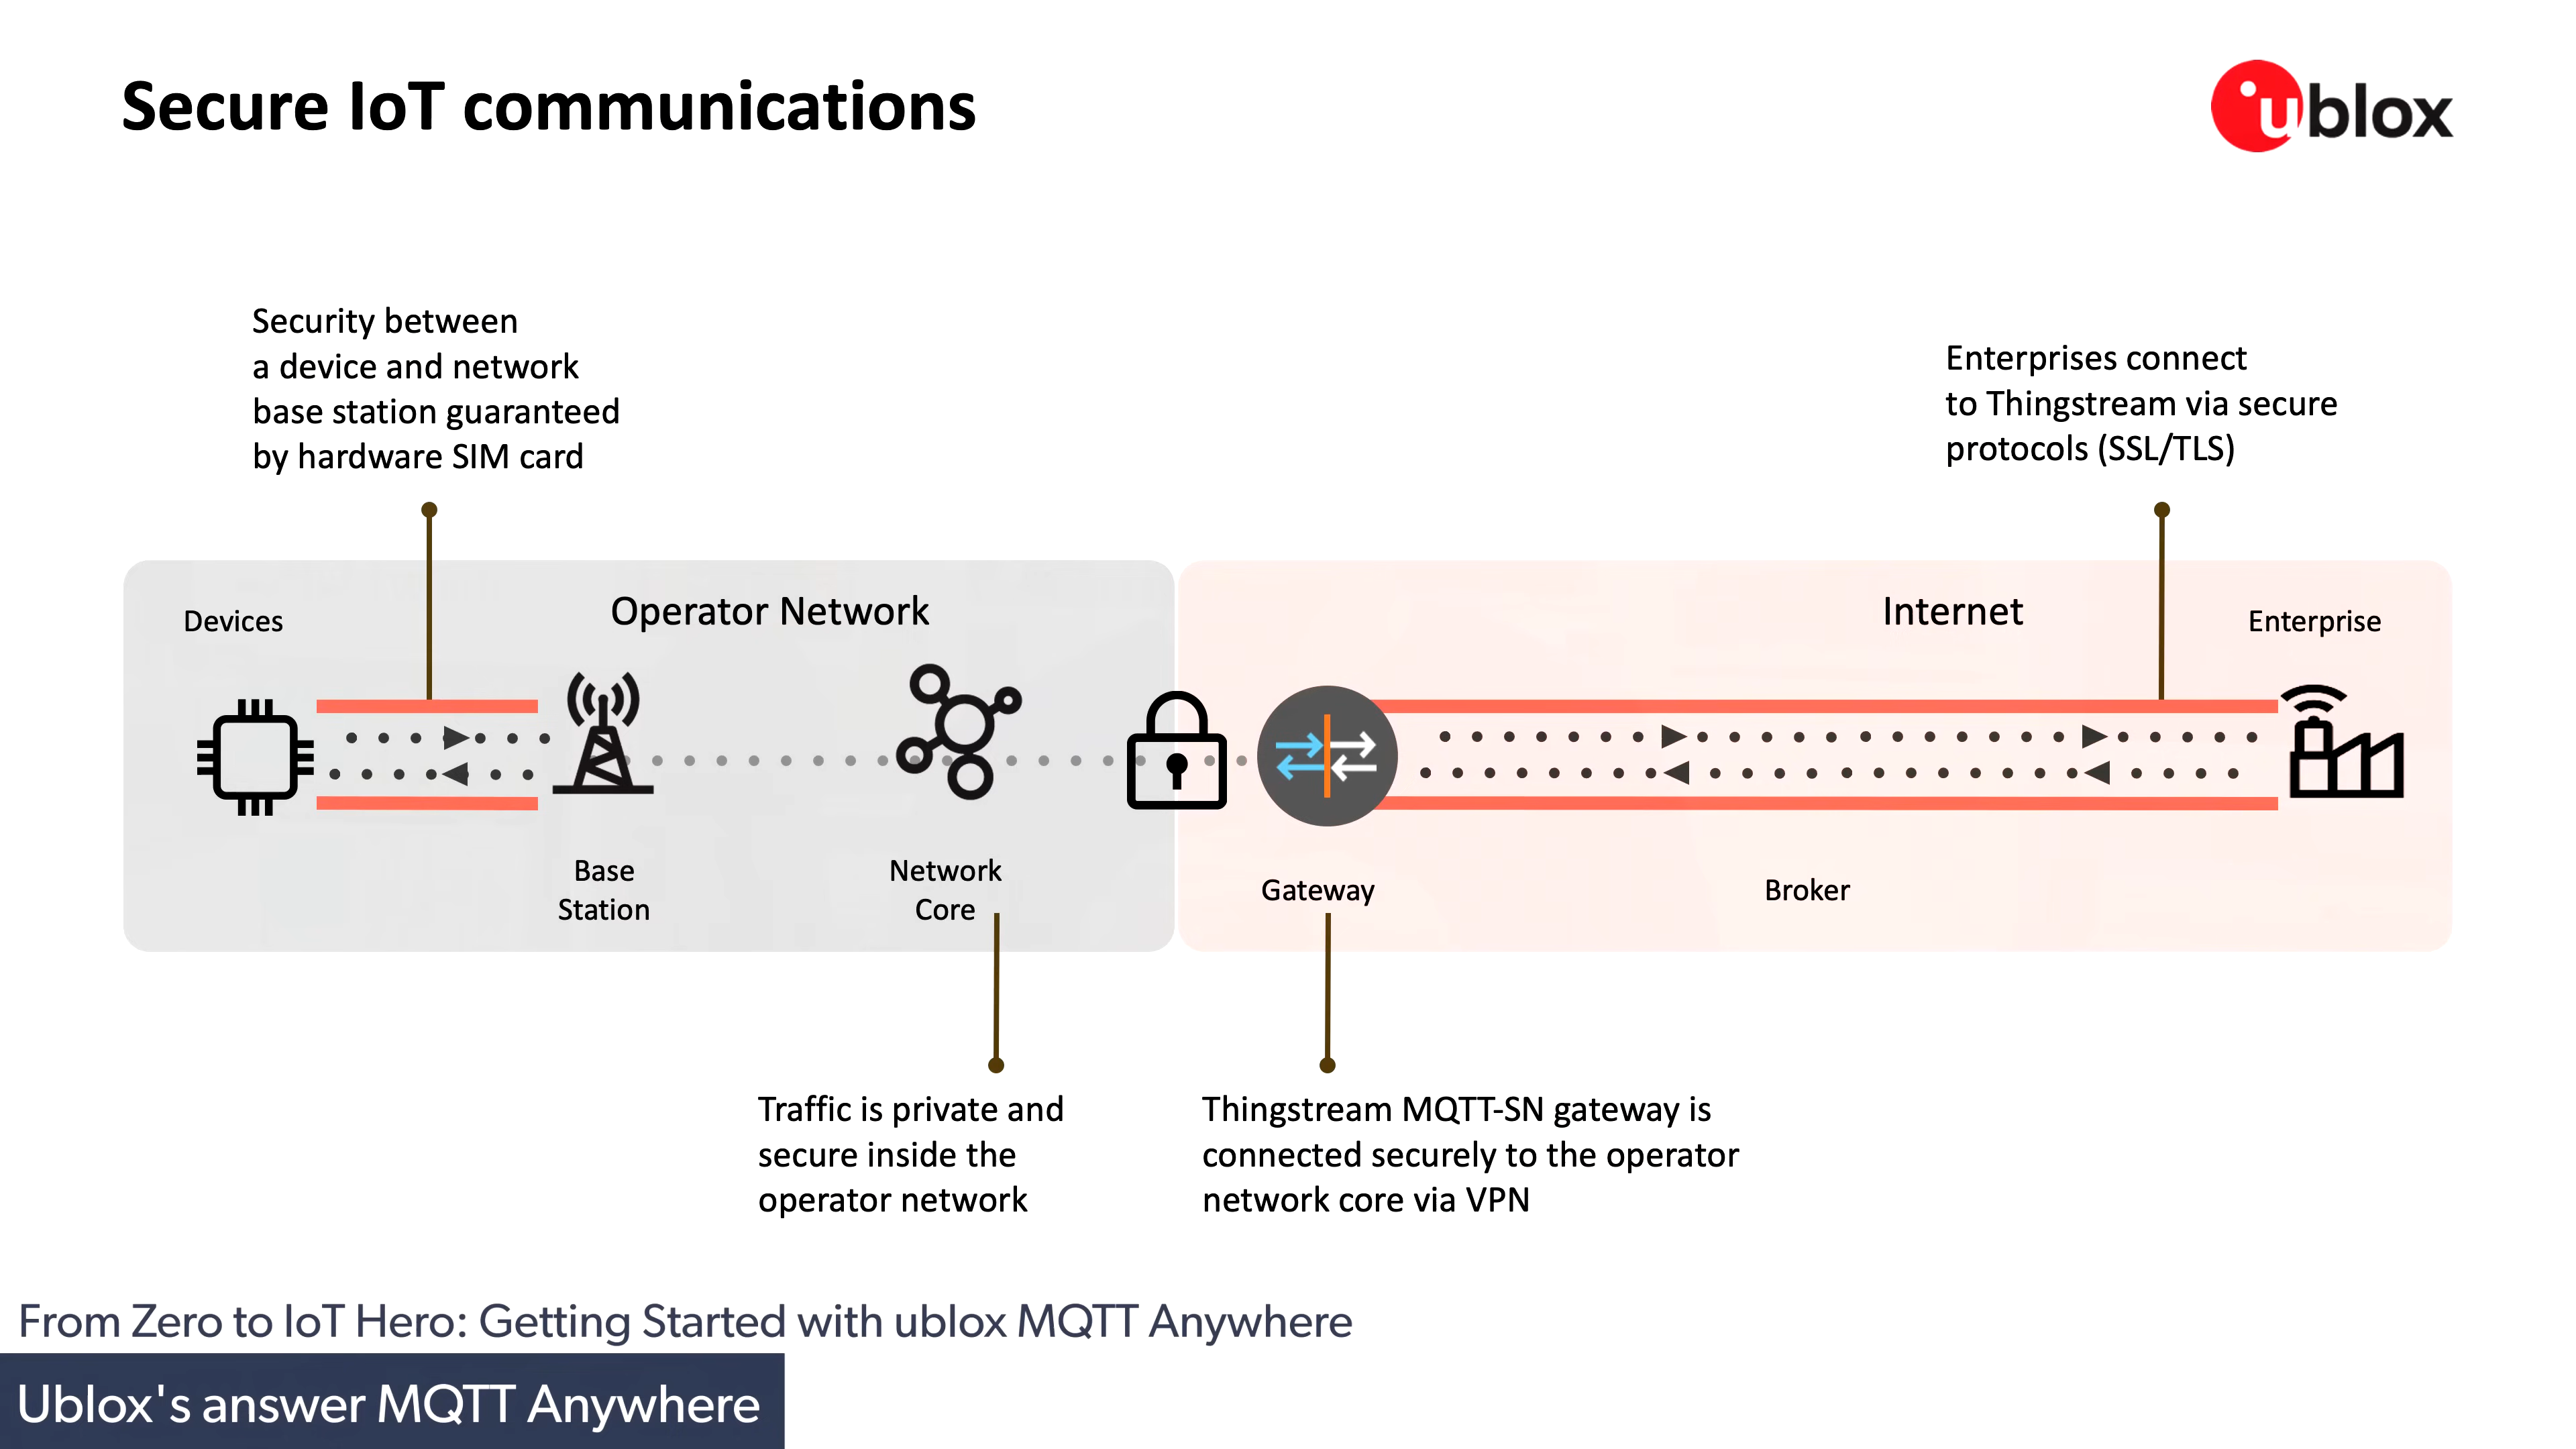 Secure IoT communications
ublox
Security between
a device and network
base station guaranteed
by hardware SIM card
Enterprises connect
to Thingstream via secure
protocols (SSL/TLS)
Devices
Operator Network
Internet
Enterprise
Base
Station
Network
Core
Gateway
Broker
Traffic is private and
secure inside the
operator network
Thingstream MQTT-SN gateway is
connected securely to the operator
network core via VPN
From Zero to IoT Hero: Getting Started with ublox MQTT Anywhere
Ublox's answer MQTT Anywhere